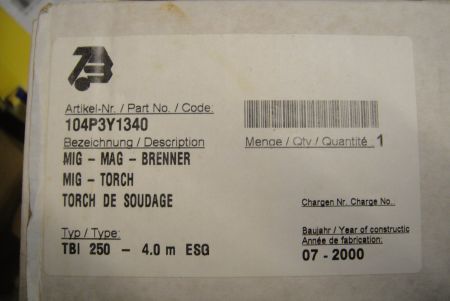 Artikel-Nr. / Part No. / Code:
104P3Y1340
Bezeichnung / Description
Menge / Qty / Quantité 1
MIG - MAG - BRENNER
MIG - TORCH
TORCH DE SOUDAGE
Chargen Nr. Charge No..
Typ / Type:
TBI 250 - 4.0 m ESG
Baujahr / Year of constructic
Année de fabrication:
07 - 2000